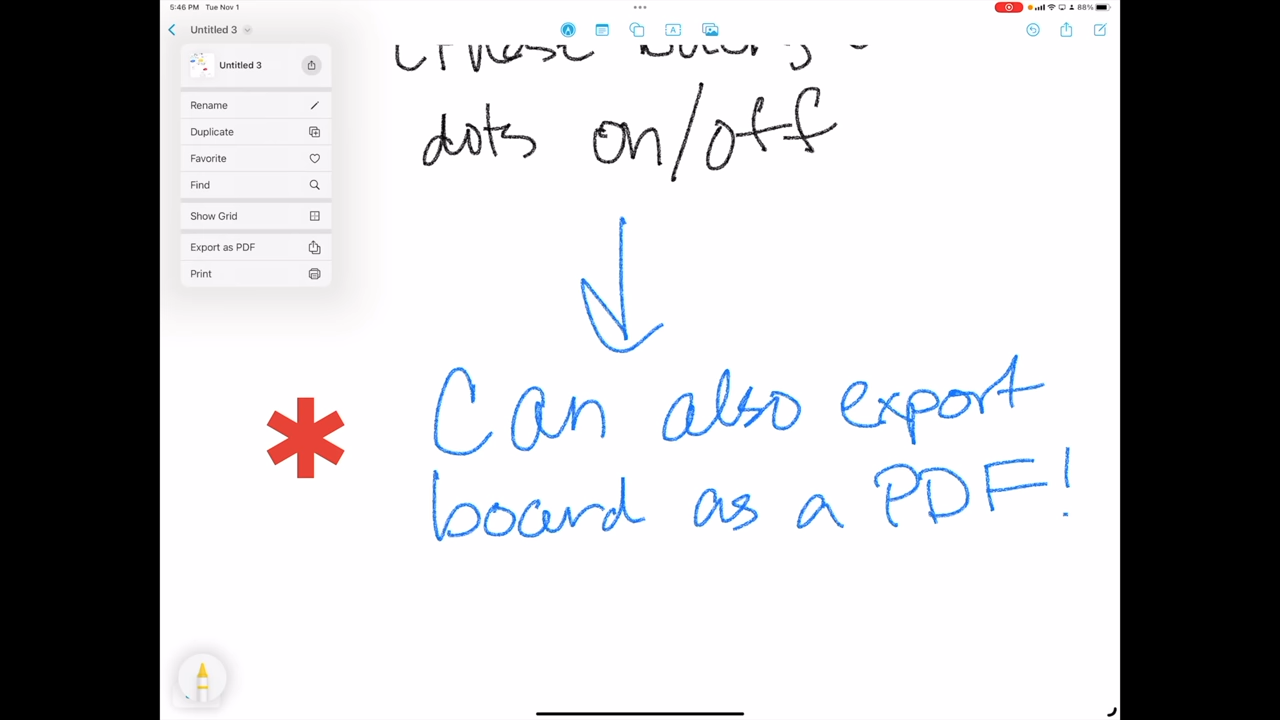 5:46 PM Tue Nov 1
88%
Untitled 3
Untitled 3
Rename
Duplicate
Favorite
Find
Show Grid
Export as PDF
Print
dots on/off
Can also export
board as a PDF!